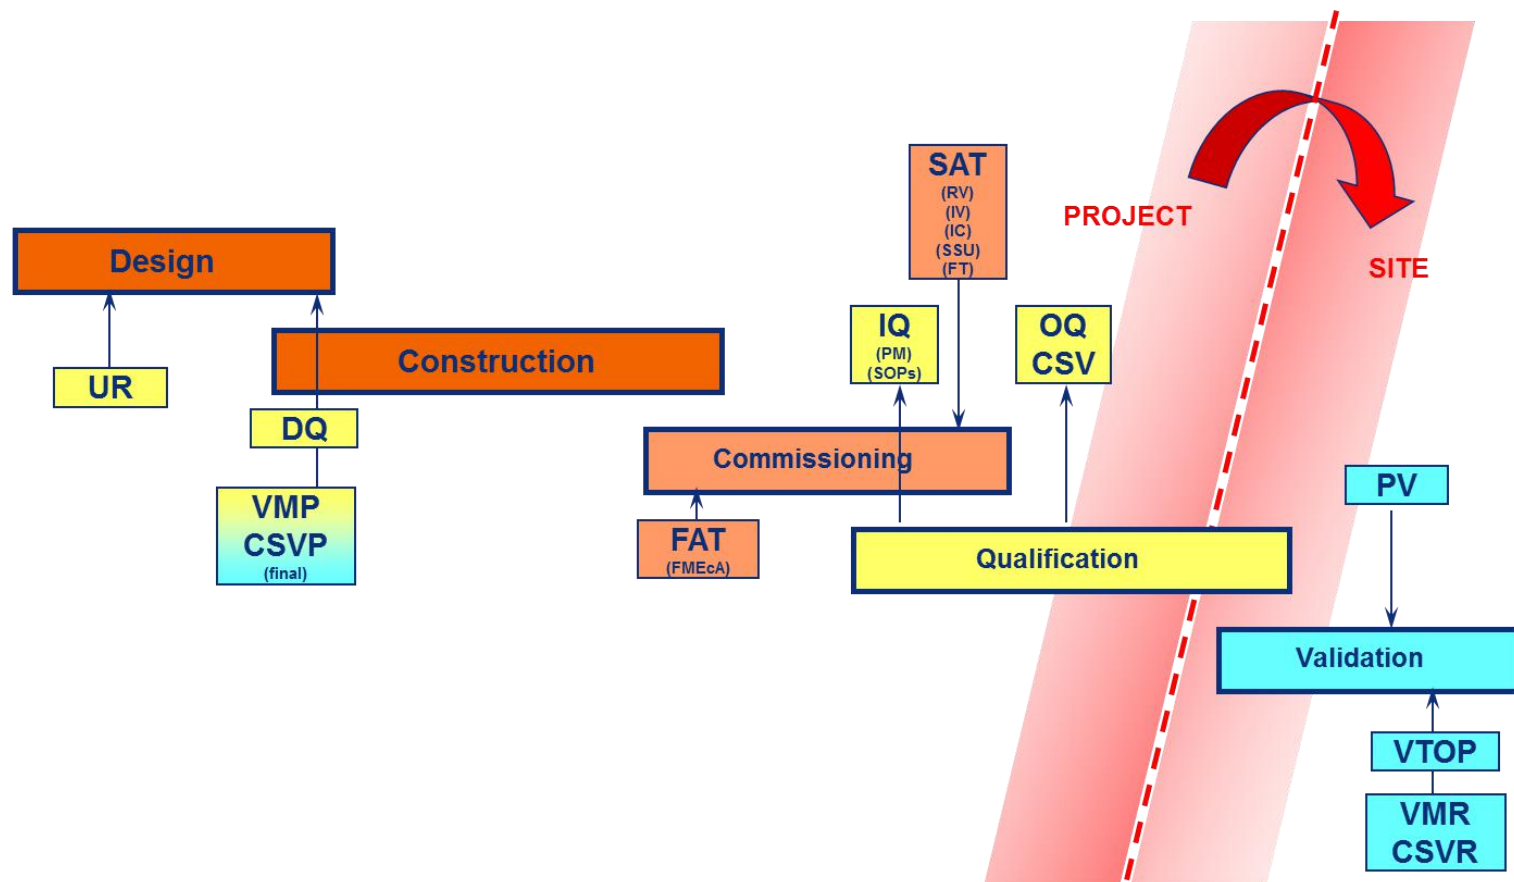 SAT
(RV)
(IV)
(IC)
(SSU)
(FT)
PROJECT
SITE
Design
IQ
(PM)
(SOPs)
OQ
CSV
Construction
UR
DQ
Commissioning
PV
VMP
CSVP
(final)
FAT
(FMEcA)
Qualification
Validation
VTOP
VMR
CSVR